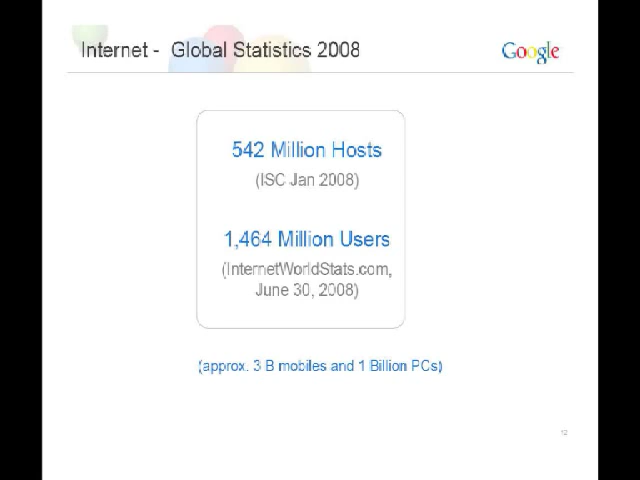 Internet - Global Statistics 2008
Google
542 Million Hosts
(ISC Jan 2008)
1,464 Million Users
(InternetWorldStats.com,
June 30, 2008)
(approx. 3 B mobiles and 1 Billion PCs)
12